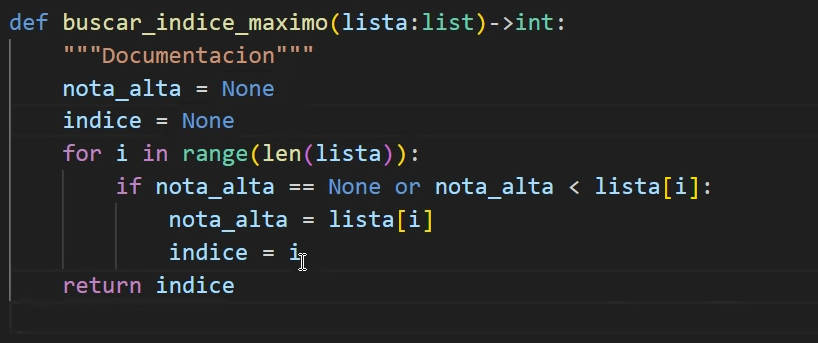 def buscar_indice_maximo(lista:list)->int:
    """Documentacion"""
    nota_alta = None
    indice = None
    for i in range(len(lista)):
        if nota_alta == None or nota_alta < lista[i]:
            nota_alta = lista[i]
            indice = i
    return indice